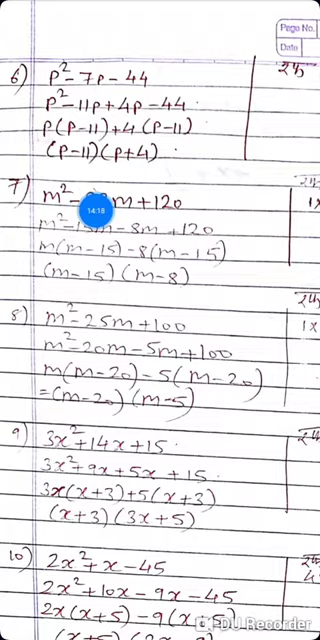 Page No.
Date
6) p² - 7p - 44
p² - 11p + 4p - 44
p(p-11) + 4(p-11)
(p-11)(p+4)
7) m² - m + 120
14:18
m² - 15m - 8m + 120
m(m-15) - 8(m-15)
(m-15)(m-8)
8) m² - 25m + 100
m² - 20m - 5m + 100
m(m-20) - 5(m-20)
= (m-20)(m-5)
9) 3x² + 14x + 15
3x² + 9x + 5x + 15
3x(x+3) + 5(x+3)
(x+3)(3x+5)
10) 2x² + x - 45
2x² + 10x - 9x - 45
2x(x+5) - 9(x+5)
DU Recorder